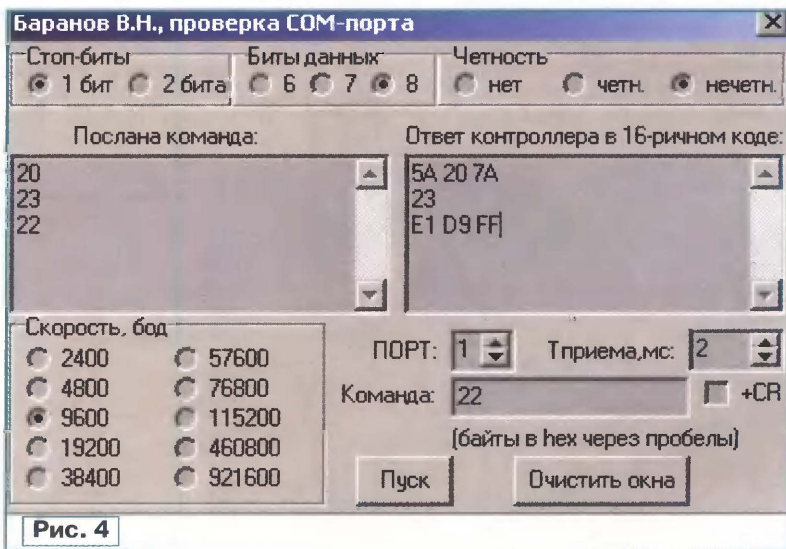 Баранов В.Н., проверка COM-порта
Стоп-биты Биты данных Четность
1 бит 2 бита 6 7 8 нет четн. нечетн.
Послана команда: Ответ контроллера в 16-ричном коде:
20 5A 20 7A
23 23
22 E1 D9 FF
Скорость, бод
2400 57600 ПОРТ: 1 Тприема,мс: 2
4800 76800
9600 115200 Команда: 22 +CR
19200 460800 (байты в hex через пробелы)
38400 921600 Пуск Очистить окна
Рис. 4